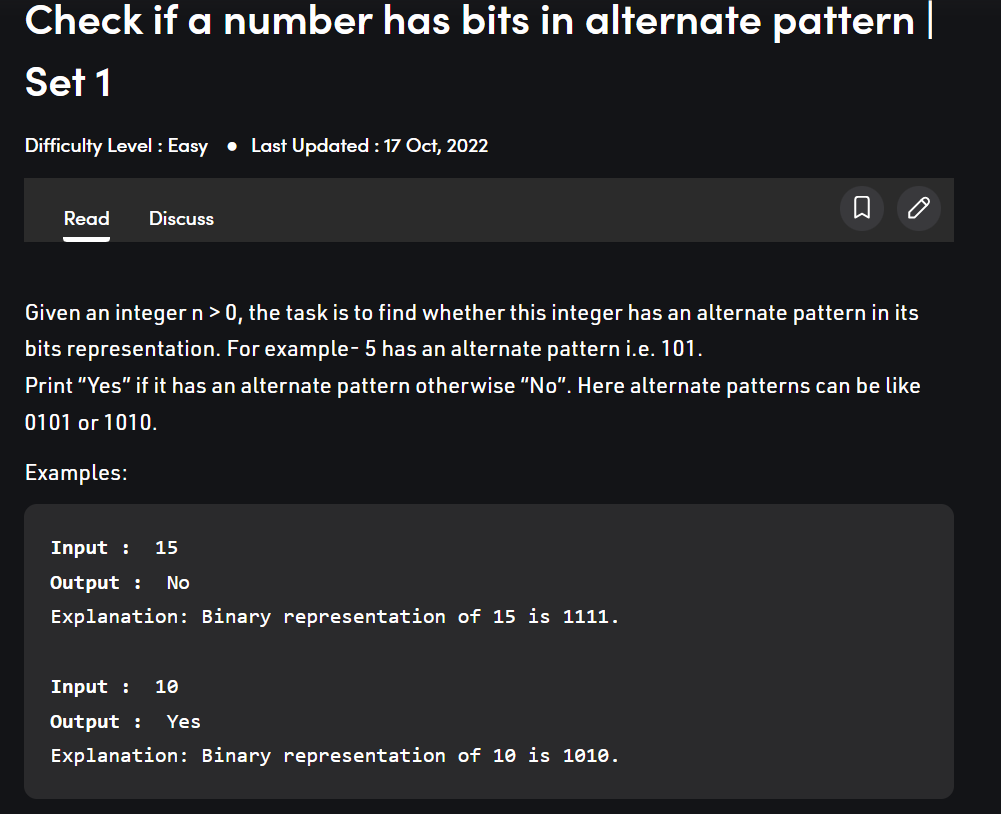 Check if a number has bits in alternate pattern |
Set 1
Difficulty Level : Easy ● Last Updated : 17 Oct, 2022
Read Discuss
Given an integer n > 0, the task is to find whether this integer has an alternate pattern in its
bits representation. For example- 5 has an alternate pattern i.e. 101.
Print “Yes” if it has an alternate pattern otherwise “No”. Here alternate patterns can be like
0101 or 1010.
Examples:
Input :  15
Output :  No
Explanation: Binary representation of 15 is 1111.
Input :  10
Output :  Yes
Explanation: Binary representation of 10 is 1010.